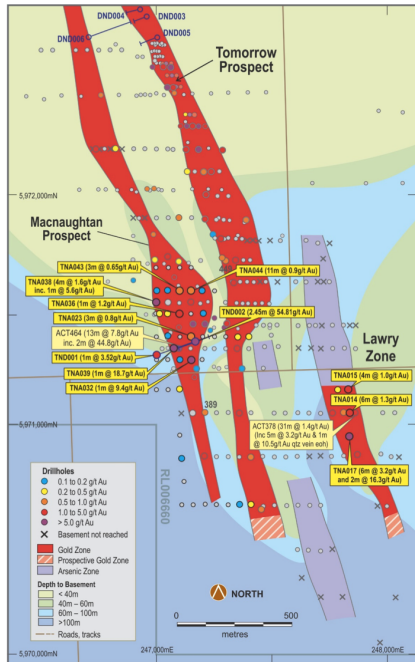 DND004
DND003
DND005
DND006
Tomorrow
Prospect
5,972,000mN
Macnaughtan
Prospect
TNA043 (3m @ 0.65g/t Au)
TNA044 (11m @ 0.9g/t Au)
TNA038 (4m @ 1.6g/t Au
inc. 1m @ 5.6g/t Au)
TNA036 (1m @ 1.2g/t Au)
TND002 (2.45m @ 54.81g/t Au)
TNA023 (3m @ 0.8g/t Au)
ACT464 (13m @ 7.8g/t Au
inc. 2m @ 44.8g/t Au)
Lawry
Zone
TND001 (1m @ 3.52g/t Au)
TNA039 (1m @ 18.7g/t Au)
TNA032 (1m @ 9.4g/t Au)
TNA015 (4m @ 1.0g/t Au)
TNA014 (6m @ 1.3g/t Au)
389
5,971,000mN
ACT378 (31m @ 1.4g/t Au)
(Inc 5m @ 3.2g/t Au & 1m
@ 10.5g/t Au qtz vein eoh)
TNA017 (6m @ 3.2g/t Au
and 2m @ 16.3g/t Au)
RL006660
Drillholes
0.1 to 0.2 g/t Au
0.2 to 0.5 g/t Au
0.5 to 1.0 g/t Au
1.0 to 5.0 g/t Au
> 5.0 g/t Au
Basement not reached
Gold Zone
Prospective Gold Zone
Arsenic Zone
Depth to Basement
< 40m
40m – 60m
60m – 100m
>100m
Roads, tracks
NORTH
0
500
metres
5,970,000mN
247,000mE
248,000mE